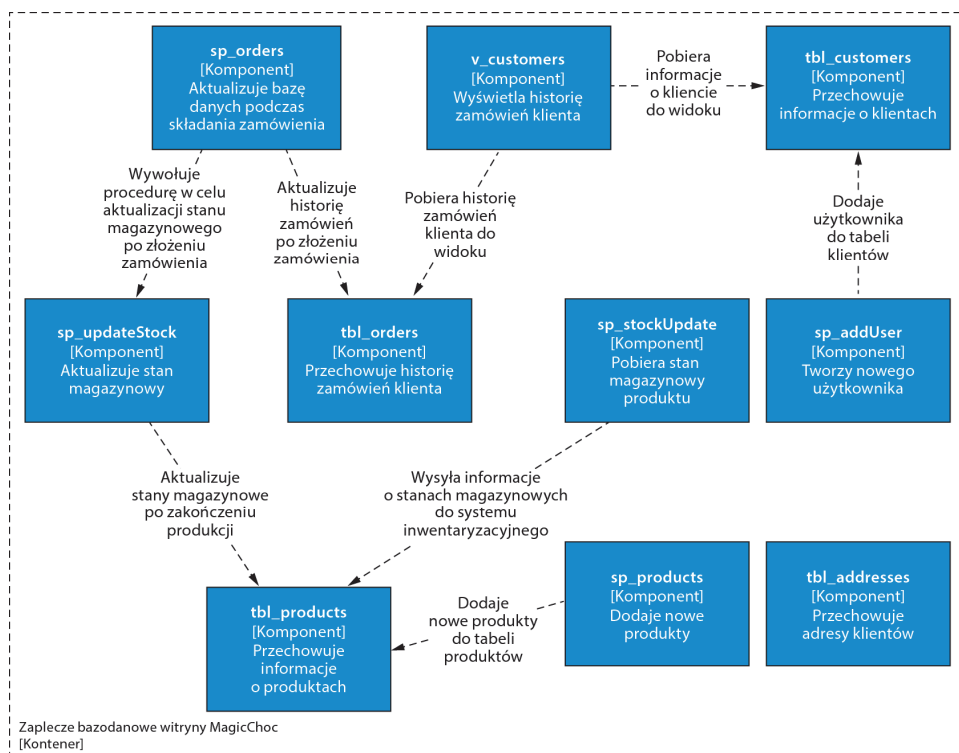 sp_orders
[Komponent]
Aktualizuje bazę
danych podczas
składania zamówienia
v_customers
[Komponent]
Wyświetla historię
zamówień klienta
Pobiera
informacje
o kliencie
do widoku
tbl_customers
[Komponent]
Przechowuje
informacje o klientach
Wywołuje
procedurę w celu
aktualizacji stanu
magazynowego
po złożeniu
zamówienia
Aktualizuje
historię
zamówień
po złożeniu
zamówienia
Pobiera historię
zamówień
klienta do
widoku
Dodaje
użytkownika
do tabeli
klientów
sp_updateStock
[Komponent]
Aktualizuje stan
magazynowy
tbl_orders
[Komponent]
Przechowuje historię
zamówień klienta
sp_stockUpdate
[Komponent]
Pobiera stan
magazynowy
produktu
sp_addUser
[Komponent]
Tworzy nowego
użytkownika
Aktualizuje
stany magazynowe
po zakończeniu
produkcji
Wysyła informacje
o stanach magazynowych
do systemu
inwentaryzacyjnego
tbl_products
[Komponent]
Przechowuje
informacje
o produktach
Dodaje
nowe produkty
do tabeli
produktów
sp_products
[Komponent]
Dodaje nowe
produkty
tbl_addresses
[Komponent]
Przechowuje
adresy klientów
Zaplecze bazodanowe witryny MagicChoc
[Kontener]